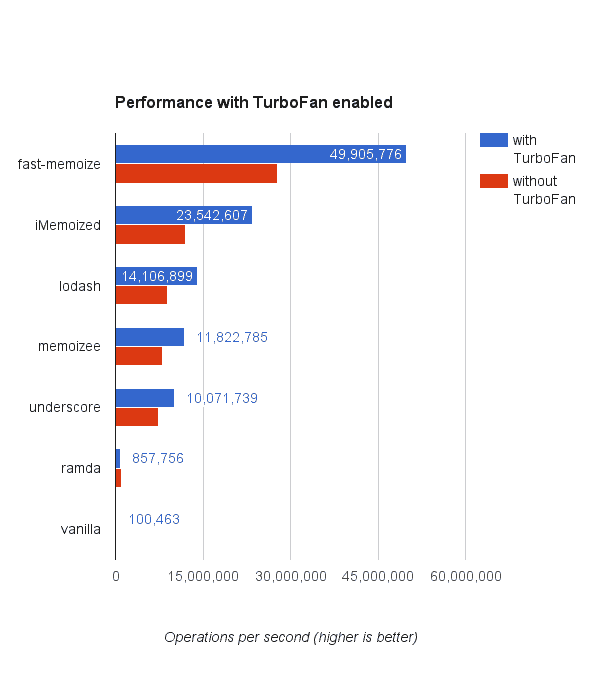 Performance with TurboFan enabled
with
TurboFan
without
TurboFan
fast-memoize
49,905,776
iMemoized
23,542,607
lodash
14,106,899
memoizee
11,822,785
underscore
10,071,739
ramda
857,756
vanilla
100,463
0 15,000,000 30,000,000 45,000,000 60,000,000
Operations per second (higher is better)